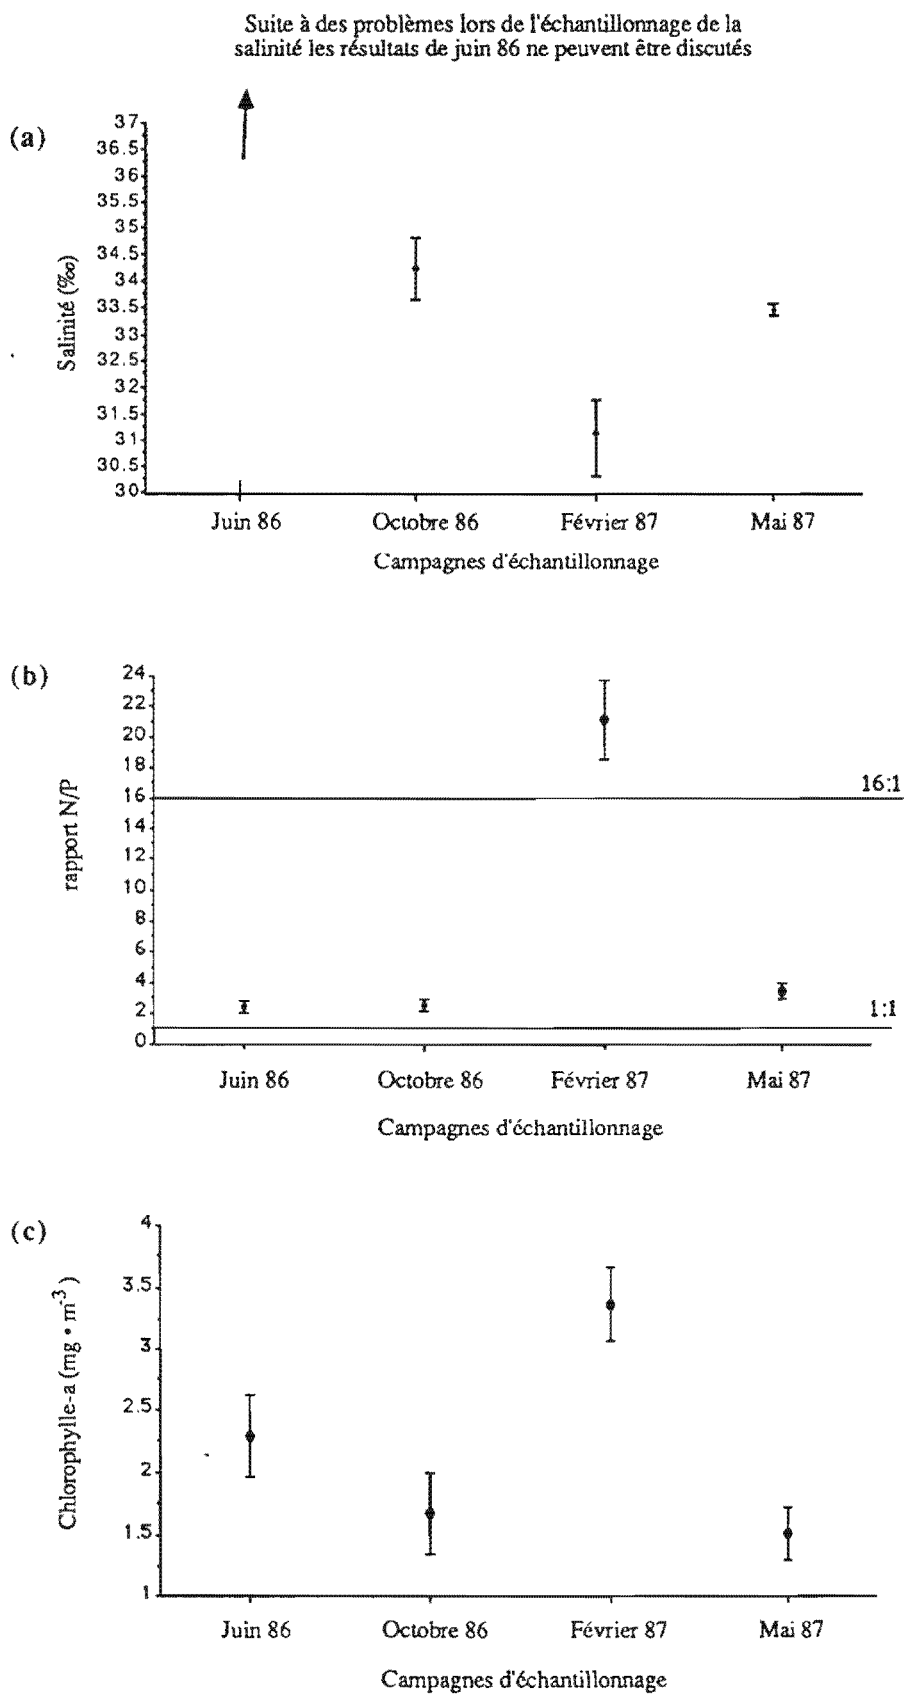 Suite à des problèmes lors de l'échantillonnage de la
salinité les résultats de juin 86 ne peuvent être discutés
(a)
Salinité (‰)
37
36.5
36
35.5
35
34.5
34
33.5
33
32.5
32
31.5
31
30.5
30
Juin 86 Octobre 86 Février 87 Mai 87
Campagnes d'échantillonnage
(b)
rapport N/P
24
22
20
18
16
14
12
10
8
6
4
2
0
16:1
1:1
Juin 86 Octobre 86 Février 87 Mai 87
Campagnes d'échantillonnage
(c)
Chlorophylle-a (mg • m⁻³)
4
3.5
3
2.5
2
1.5
1
Juin 86 Octobre 86 Février 87 Mai 87
Campagnes d'échantillonnage